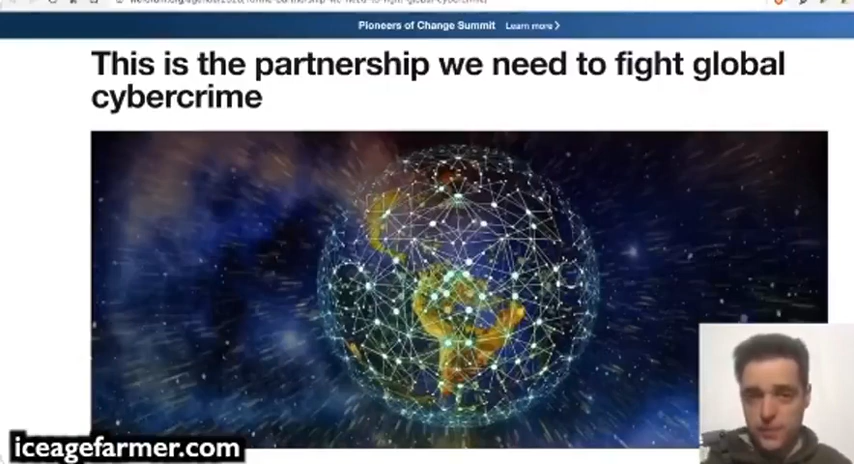 Pioneers of Change Summit Learn more
This is the partnership we need to fight global
cybercrime
iceagefarmer.com